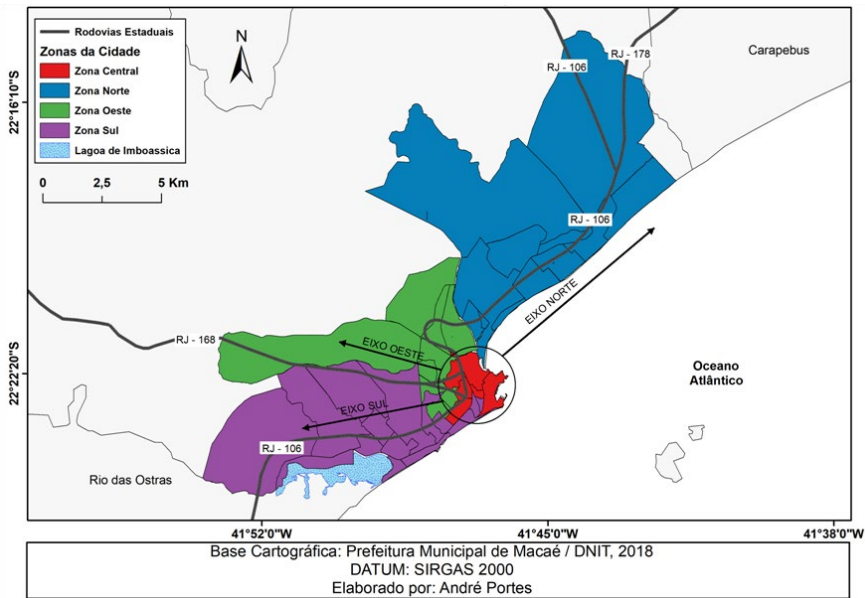 Rodovias Estaduais
Zonas da Cidade
Zona Central
Zona Norte
Zona Oeste
Zona Sul
Lagoa de Imboassica
0 2,5 5 Km
N
RJ - 106
RJ - 178
Carapebus
RJ - 106
EIXO NORTE
RJ - 168
EIXO OESTE
EIXO SUL
RJ - 106
Rio das Ostras
Oceano
Atlântico
22°16'10"S
22°22'20"S
41°52'0"W 41°45'0"W 41°38'0"W
Base Cartográfica: Prefeitura Municipal de Macaé / DNIT, 2018
DATUM: SIRGAS 2000
Elaborado por: André Portes